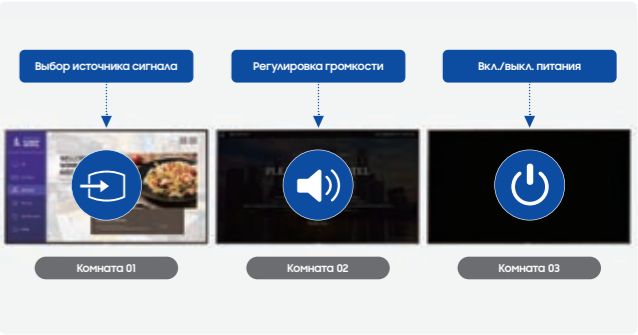 Выбор источника сигнала
Регулировка громкости
Вкл./выкл. питания
Комната 01
Комната 02
Комната 03